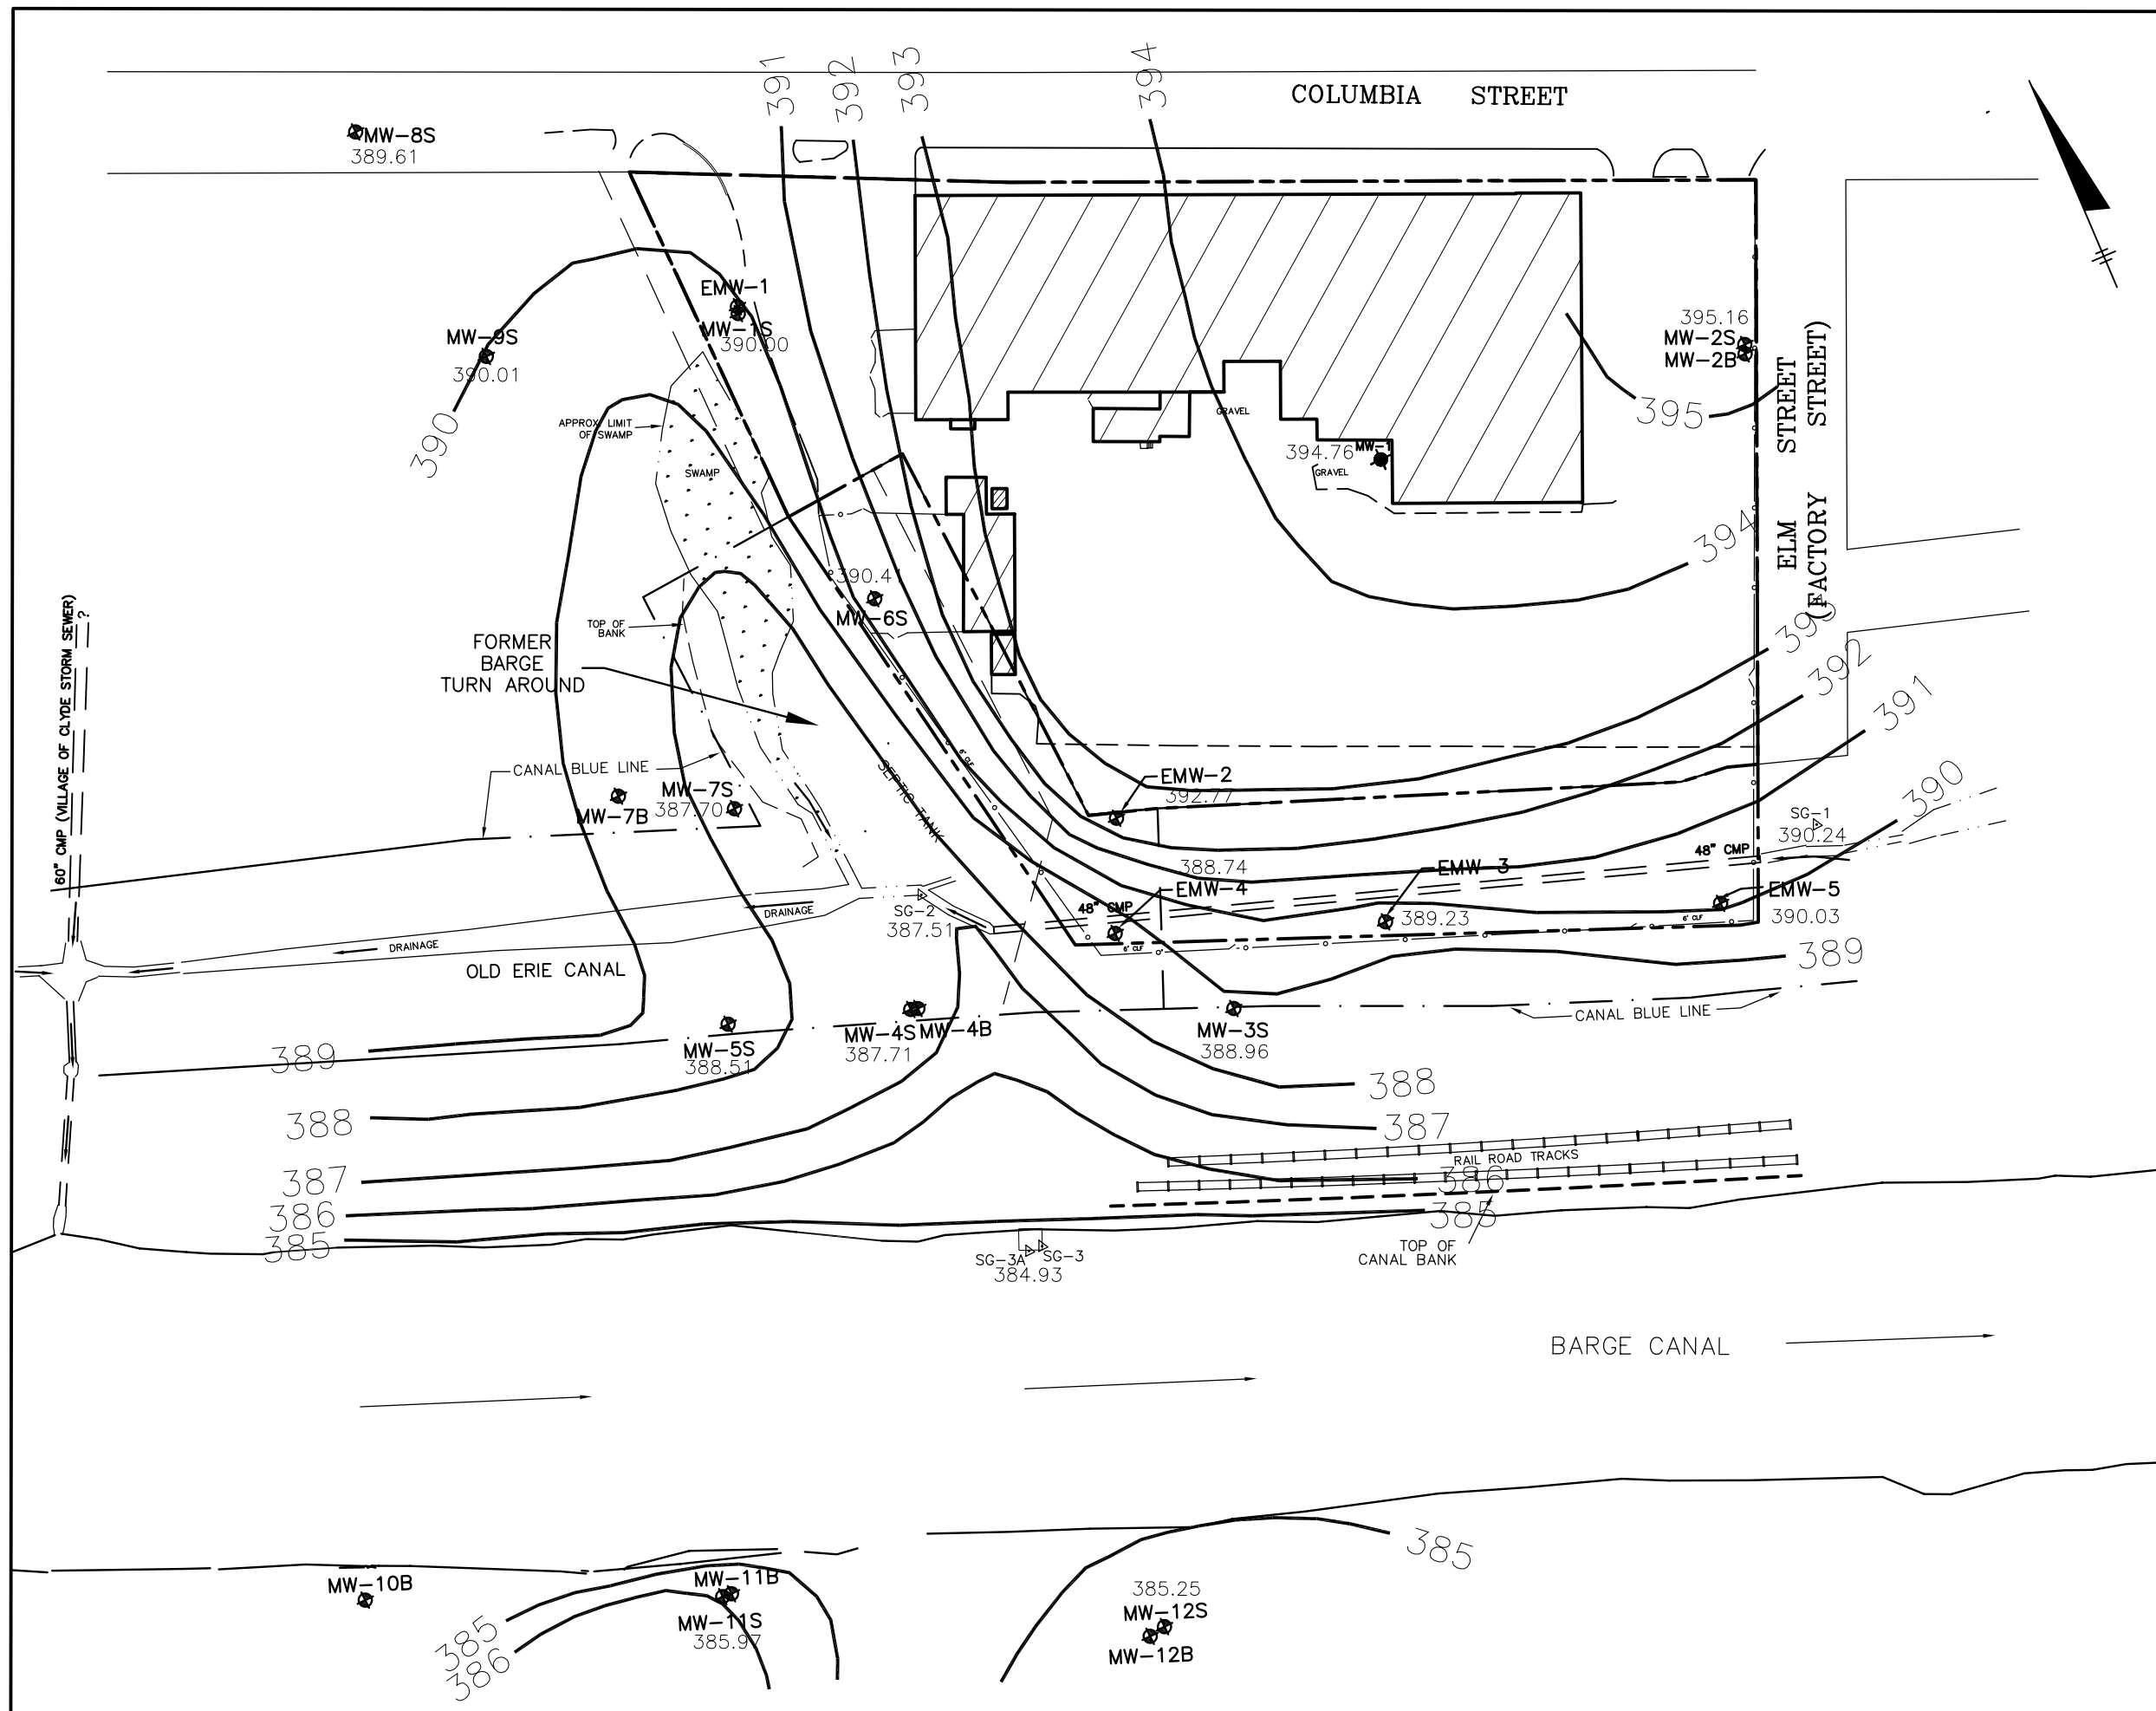 391
392
393
394
COLUMBIA STREET
MW-8S
389.61
EMW-1
MW-1S
390.00
MW-9S
390.01
390
395.16
MW-2S
MW-2B
ELM STREET
(FACTORY STREET)
395
APPROX LIMIT
OF SWAMP
SWAMP
GRAVEL
394.76
MW-1
GRAVEL
394
390.41
MW-6S
TOP OF
BANK
FORMER
BARGE
TURN AROUND
60" CMP (VILLAGE OF CLYDE STORM SEWER)
?
393
392
391
390
CANAL BLUE LINE
MW-7S
387.70
MW-7B
SEPTIC TANK
6' CLF
EMW-2
392.77
SG-1
390.24
48" CMP
388.74
EMW-4
EMW-3
389.23
EMW-5
390.03
48" CMP
6' CLF
6' CLF
SG-2
387.51
DRAINAGE
DRAINAGE
OLD ERIE CANAL
389
CANAL BLUE LINE
MW-5S
388.51
MW-4S
MW-4B
387.71
MW-3S
388.96
389
388
388
387
387
RAIL ROAD TRACKS
386
386
385
385
TOP OF
CANAL BANK
SG-3A
SG-3
384.93
BARGE CANAL
385
MW-10B
MW-11B
MW-11S
385.97
385
386
385.25
MW-12S
MW-12B